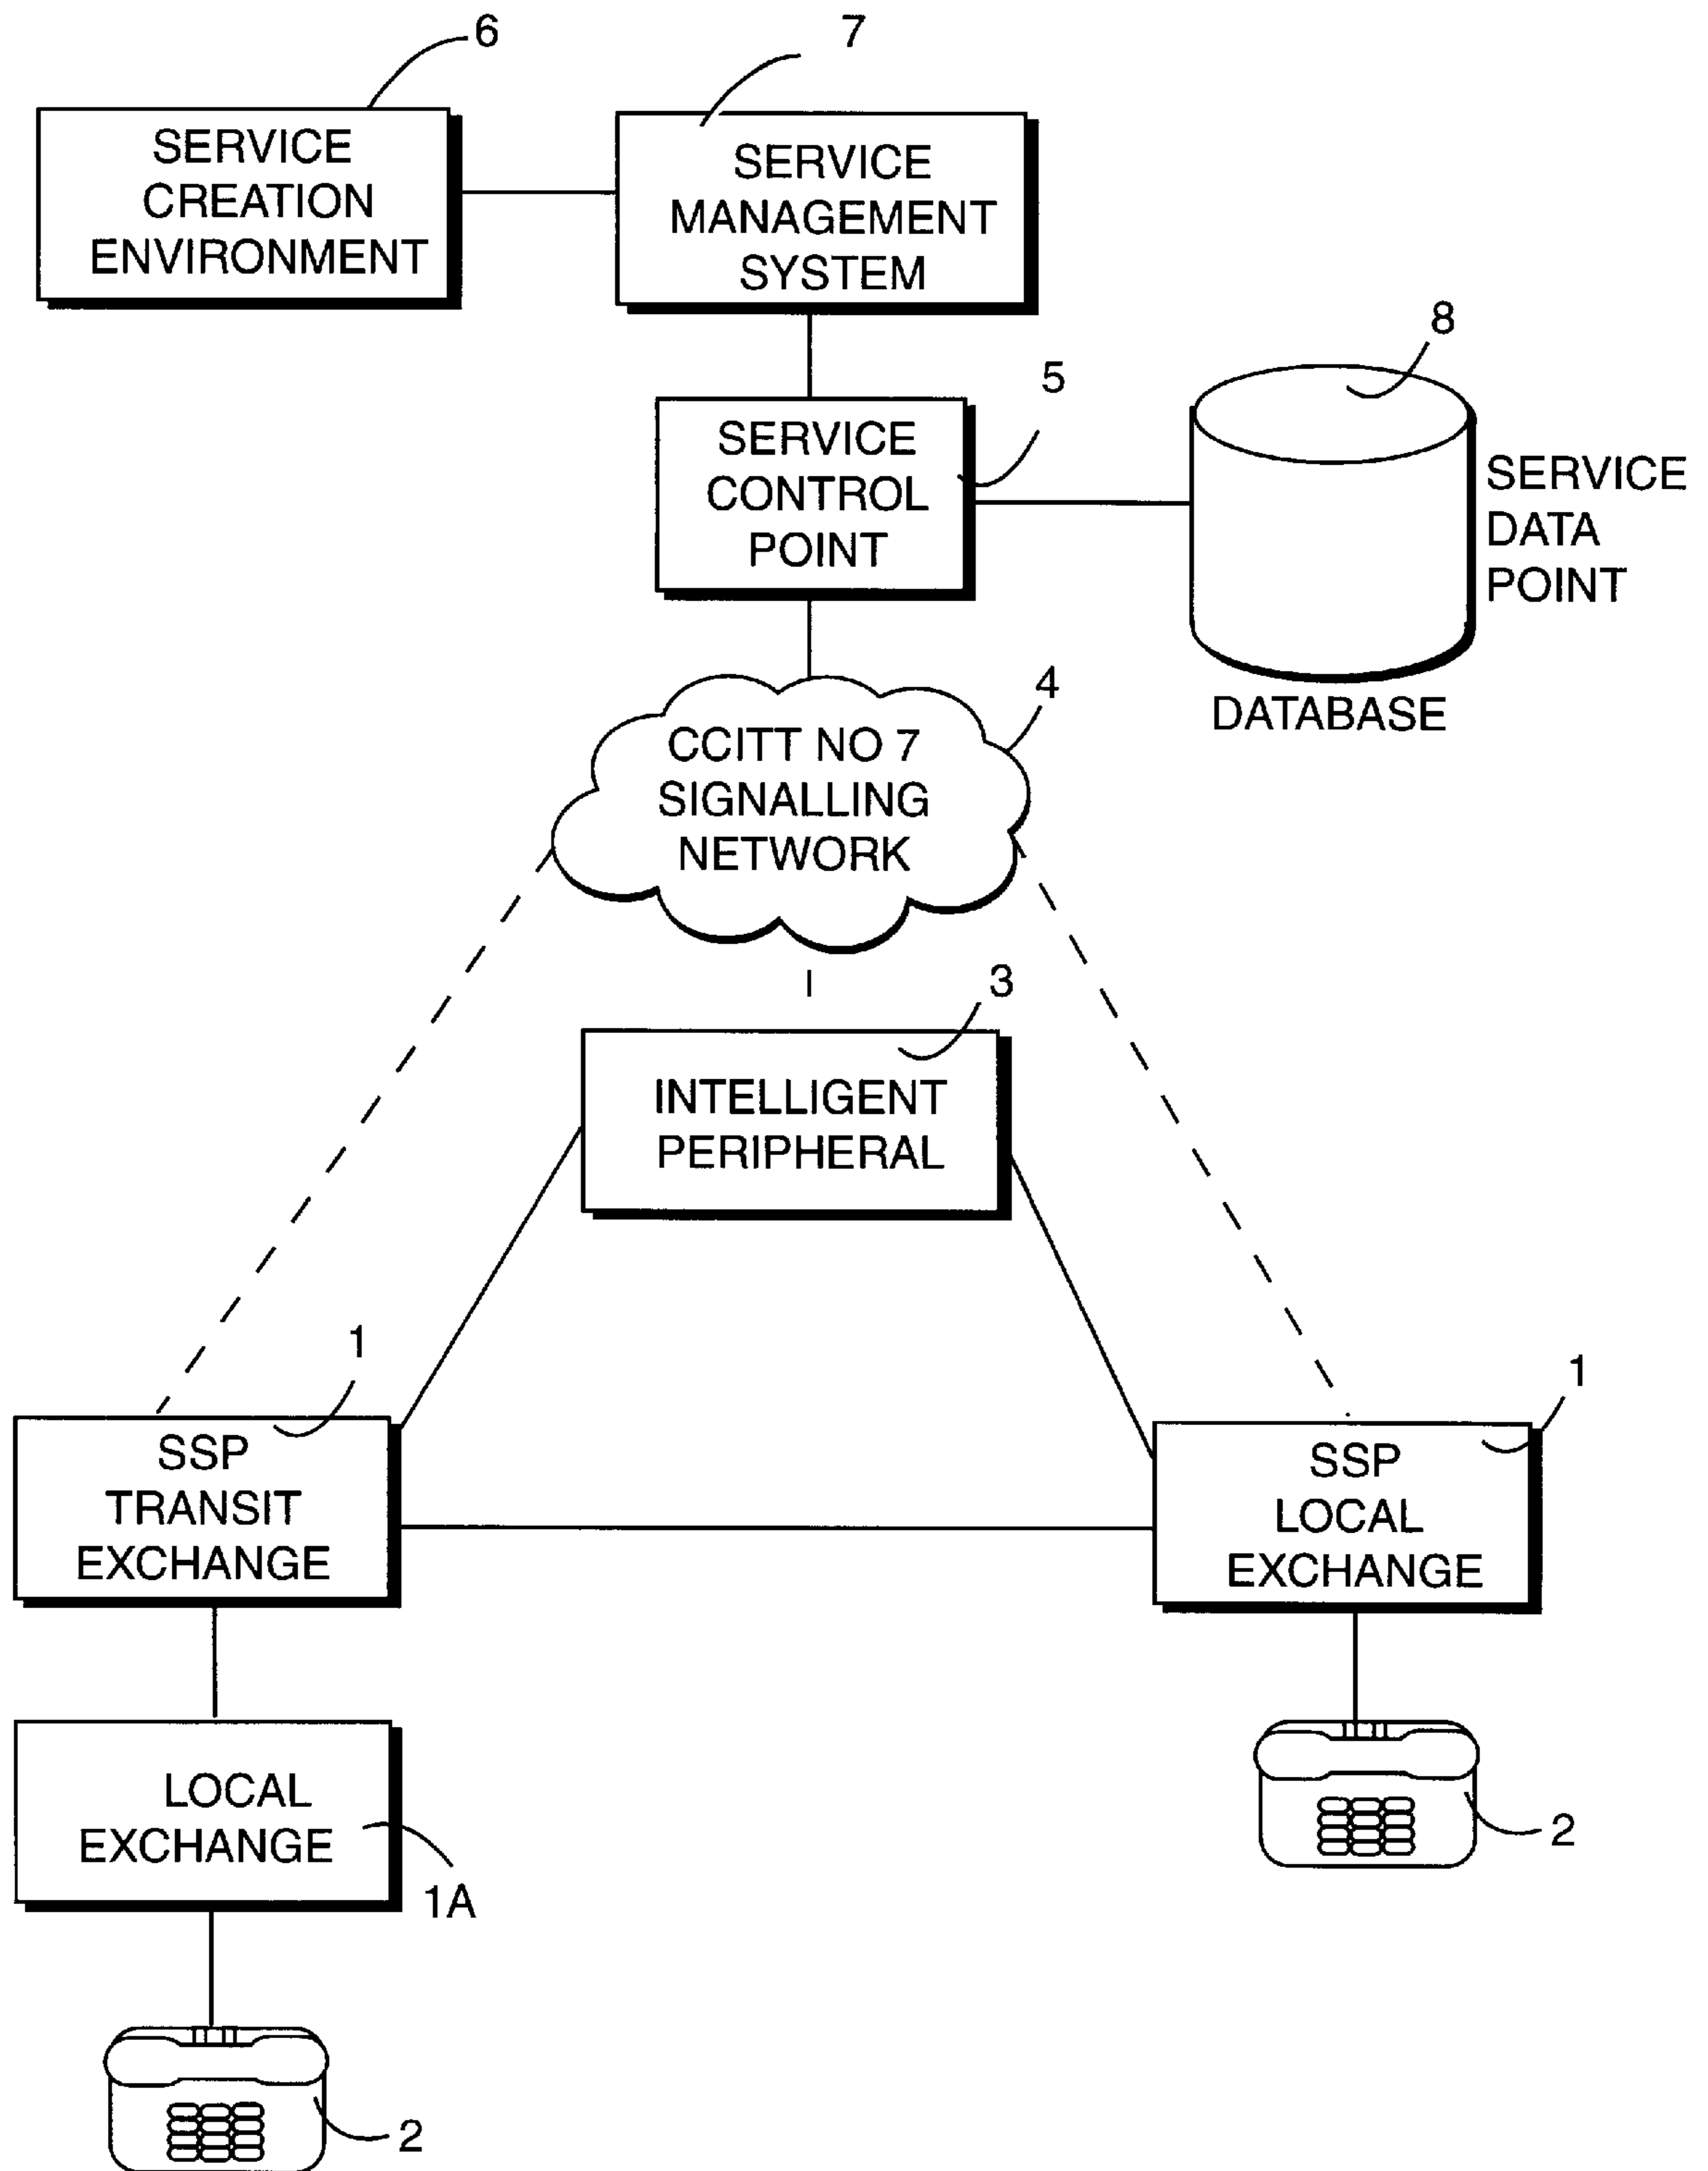 6
7
SERVICE
CREATION
ENVIRONMENT
SERVICE
MANAGEMENT
SYSTEM
8
5
SERVICE
CONTROL
POINT
SERVICE
DATA
POINT
DATABASE
4
CCITT NO 7
SIGNALLING
NETWORK
3
INTELLIGENT
PERIPHERAL
1
SSP
TRANSIT
EXCHANGE
1
SSP
LOCAL
EXCHANGE
LOCAL
EXCHANGE
1A
2
2